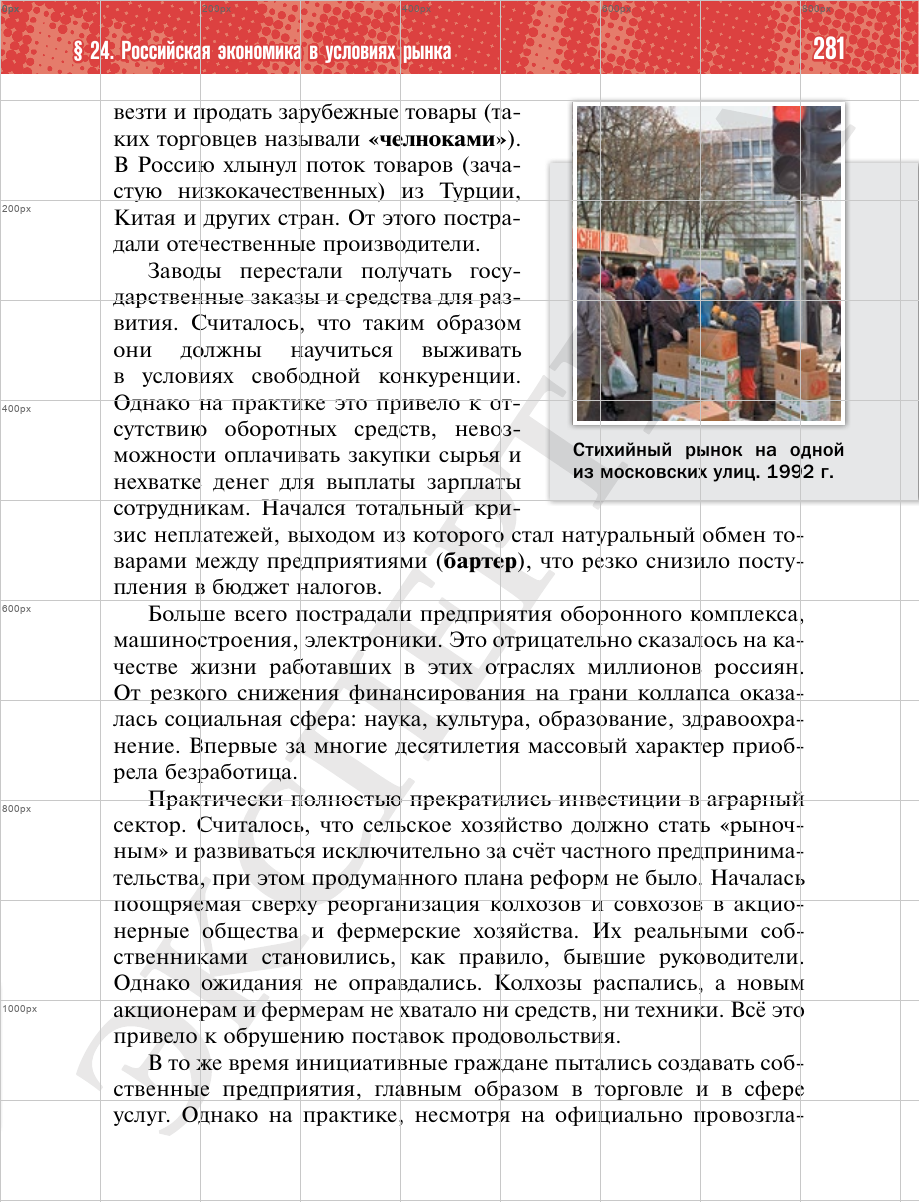 § 24. Российская экономика в условиях рынка
281
везти и продать зарубежные товары (та-
ких торговцев называли «челноками»).
В Россию хлынул поток товаров (зача-
стую низкокачественных) из Турции,
Китая и других стран. От этого постра-
дали отечественные производители.
Заводы перестали получать госу-
дарственные заказы и средства для раз-
вития. Считалось, что таким образом
они должны научиться выживать
в условиях свободной конкуренции.
Однако на практике это привело к от-
сутствию оборотных средств, невоз-
можности оплачивать закупки сырья и
нехватке денег для выплаты зарплаты
сотрудникам. Начался тотальный кри-
зис неплатежей, выходом из которого стал натуральный обмен то-
варами между предприятиями (бартер), что резко снизило посту-
пления в бюджет налогов.
Стихийный рынок на одной
из московских улиц. 1992 г.
Больше всего пострадали предприятия оборонного комплекса,
машиностроения, электроники. Это отрицательно сказалось на ка-
честве жизни работавших в этих отраслях миллионов россиян.
От резкого снижения финансирования на грани коллапса оказа-
лась социальная сфера: наука, культура, образование, здравоохра-
нение. Впервые за многие десятилетия массовый характер приоб-
рела безработица.
Практически полностью прекратились инвестиции в аграрный
сектор. Считалось, что сельское хозяйство должно стать «рыноч-
ным» и развиваться исключительно за счёт частного предпринима-
тельства, при этом продуманного плана реформ не было. Началась
поощряемая сверху реорганизация колхозов и совхозов в акцио-
нерные общества и фермерские хозяйства. Их реальными соб-
ственниками становились, как правило, бывшие руководители.
Однако ожидания не оправдались. Колхозы распались, а новым
акционерам и фермерам не хватало ни средств, ни техники. Всё это
привело к обрушению поставок продовольствия.
В то же время инициативные граждане пытались создавать соб-
ственные предприятия, главным образом в торговле и в сфере
услуг. Однако на практике, несмотря на официально провозгла-
200px
400px
600px
800px
1000px